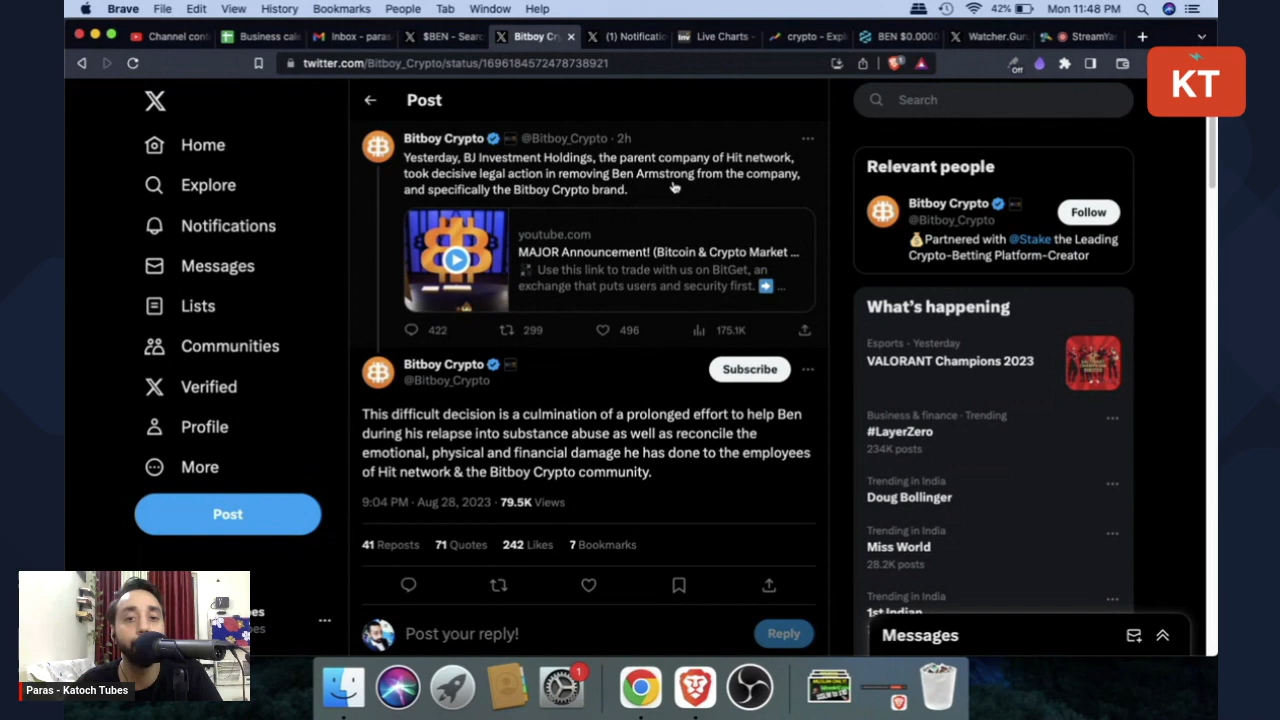 Brave File Edit View History Bookmarks People Tab Window Help
42% Mon 11:48 PM
Channel con
Business cal
Inbox - paras
$BEN - Sear
Bitboy Cr
(1) Notificatio
Live Charts -
crypto - Exp
BEN $0.0000
Watcher.Gur
StreamYa
twitter.com/Bitboy_Crypto/status/1696184572478738921
Off
KT
Home
Explore
Notifications
Messages
Lists
Communities
Verified
Profile
More
Post
Post
Bitboy Crypto @Bitboy_Crypto · 2h
Yesterday, BJ Investment Holdings, the parent company of Hit network,
took decisive legal action in removing Ben Armstrong from the company,
and specifically the Bitboy Crypto brand.
youtube.com
MAJOR Announcement! (Bitcoin & Crypto Market ...
Use this link to trade with us on BitGet, an
exchange that puts users and security first. ...
422 299 496 175.1K
Bitboy Crypto
@Bitboy_Crypto
Subscribe
This difficult decision is a culmination of a prolonged effort to help Ben
during his relapse into substance abuse as well as reconcile the
emotional, physical and financial damage he has done to the employees
of Hit network & the Bitboy Crypto community.
9:04 PM · Aug 28, 2023 · 79.5K Views
41 Reposts 71 Quotes 242 Likes 7 Bookmarks
Post your reply!
Reply
Search
Relevant people
Bitboy Crypto
@Bitboy_Crypto
Follow
Partnered with @Stake the Leading
Crypto-Betting Platform-Creator
What's happening
Esports · Yesterday
VALORANT Champions 2023
Business & finance · Trending
#LayerZero
234K posts
Trending in India
Doug Bollinger
Trending in India
Miss World
28.2K posts
Trending in India
1st Indian
Messages
bes
bes
1
Paras - Katoch Tubes